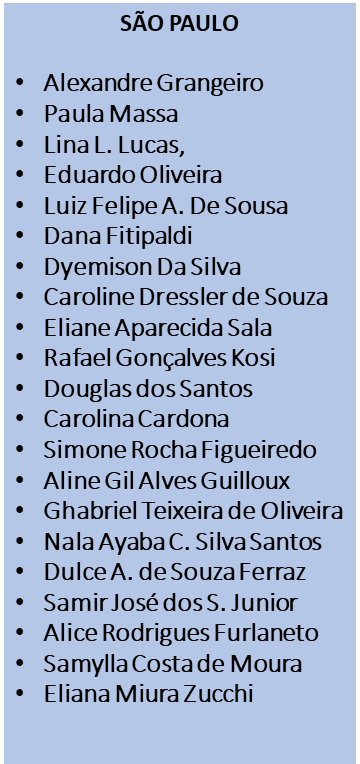 SÃO PAULO
• Alexandre Grangeiro
• Paula Massa
• Lina L. Lucas,
• Eduardo Oliveira
• Luiz Felipe A. De Sousa
• Dana Fitipaldi
• Dyemison Da Silva
• Caroline Dressler de Souza
• Eliane Aparecida Sala
• Rafael Gonçalves Kosi
• Douglas dos Santos
• Carolina Cardona
• Simone Rocha Figueiredo
• Aline Gil Alves Guilloux
• Ghabriel Teixeira de Oliveira
• Nala Ayaba C. Silva Santos
• Dulce A. de Souza Ferraz
• Samir José dos S. Junior
• Alice Rodrigues Furlaneto
• Samylla Costa de Moura
• Eliana Miura Zucchi